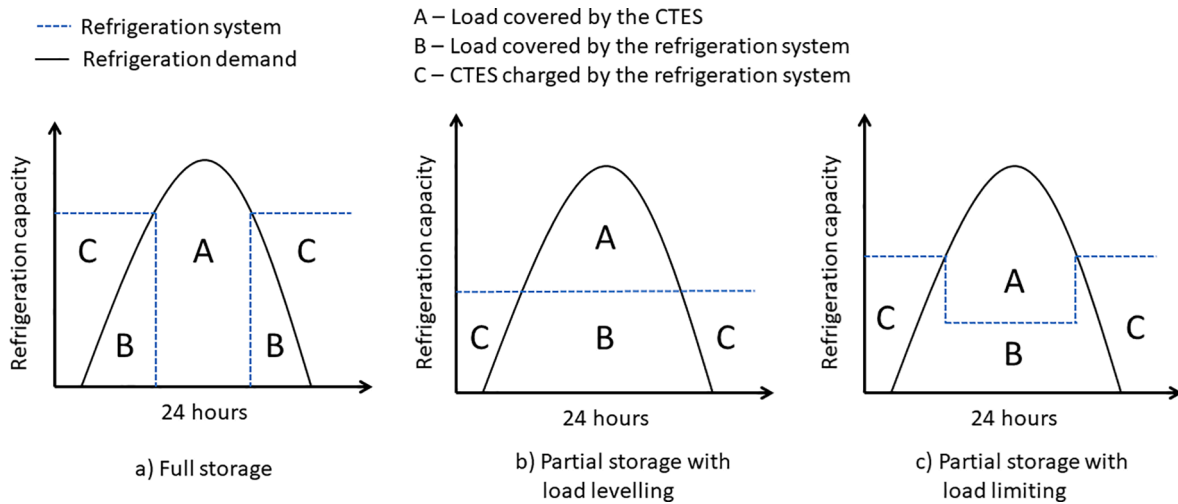 Refrigeration system
Refrigeration demand
A – Load covered by the CTES
B – Load covered by the refrigeration system
C – CTES charged by the refrigeration system
Refrigeration capacity
C
A
C
B
B
24 hours
a) Full storage
Refrigeration capacity
A
C
B
C
24 hours
b) Partial storage with
load levelling
Refrigeration capacity
A
C
C
B
24 hours
c) Partial storage with
load limiting